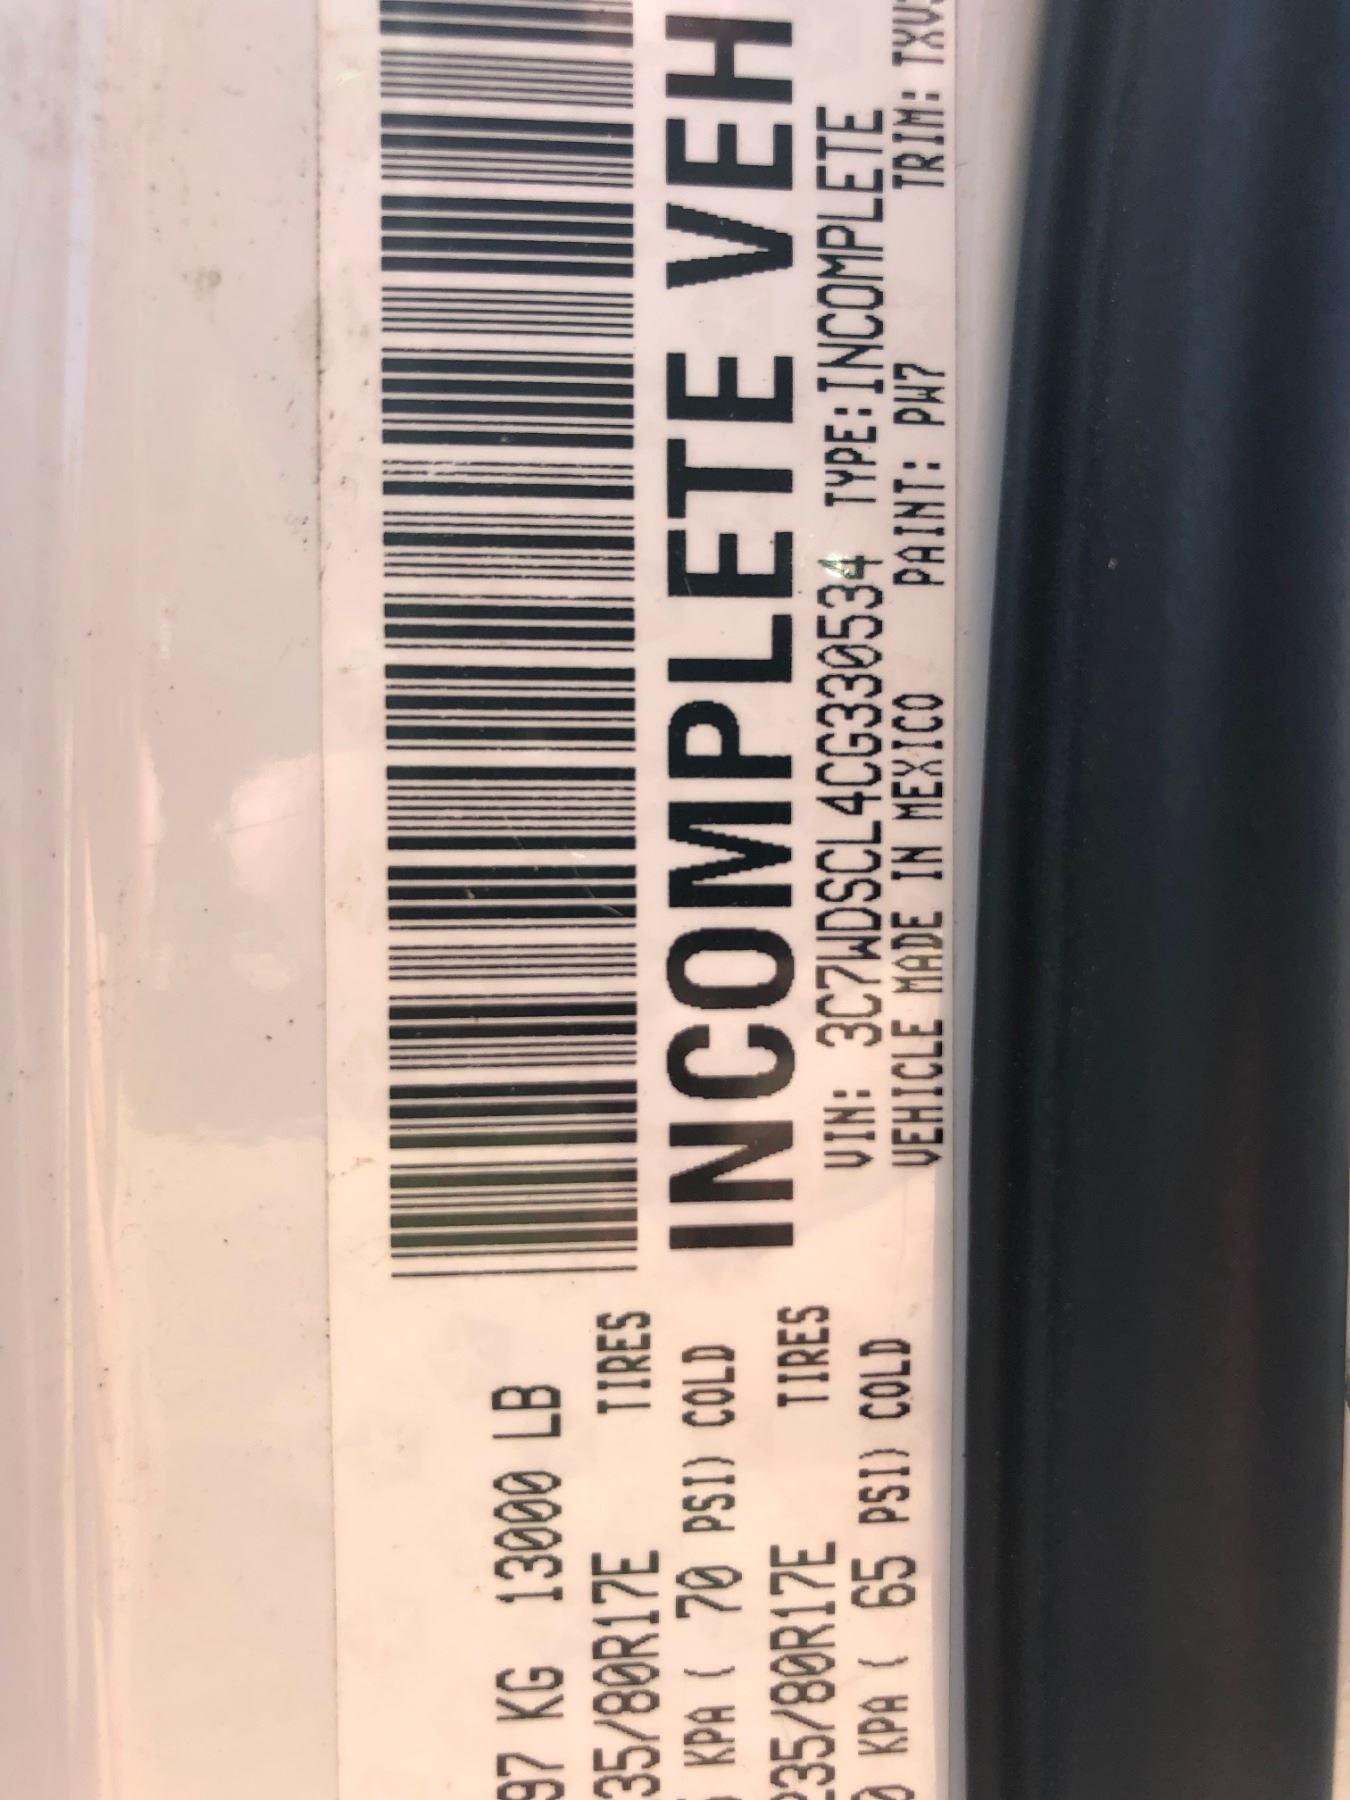 97 KG 13000 LB
35/80R17E TIRES
KPA ( 70 PSI) COLD
235/80R17E TIRES
0 KPA ( 65 PSI) COLD
INCOMPLETE VEH
VIN: 3C7WDSCL4CG330534 TYPE: INCOMPLETE
VEHICLE MADE IN MEXICO PAINT: PW7 TRIM: TXV